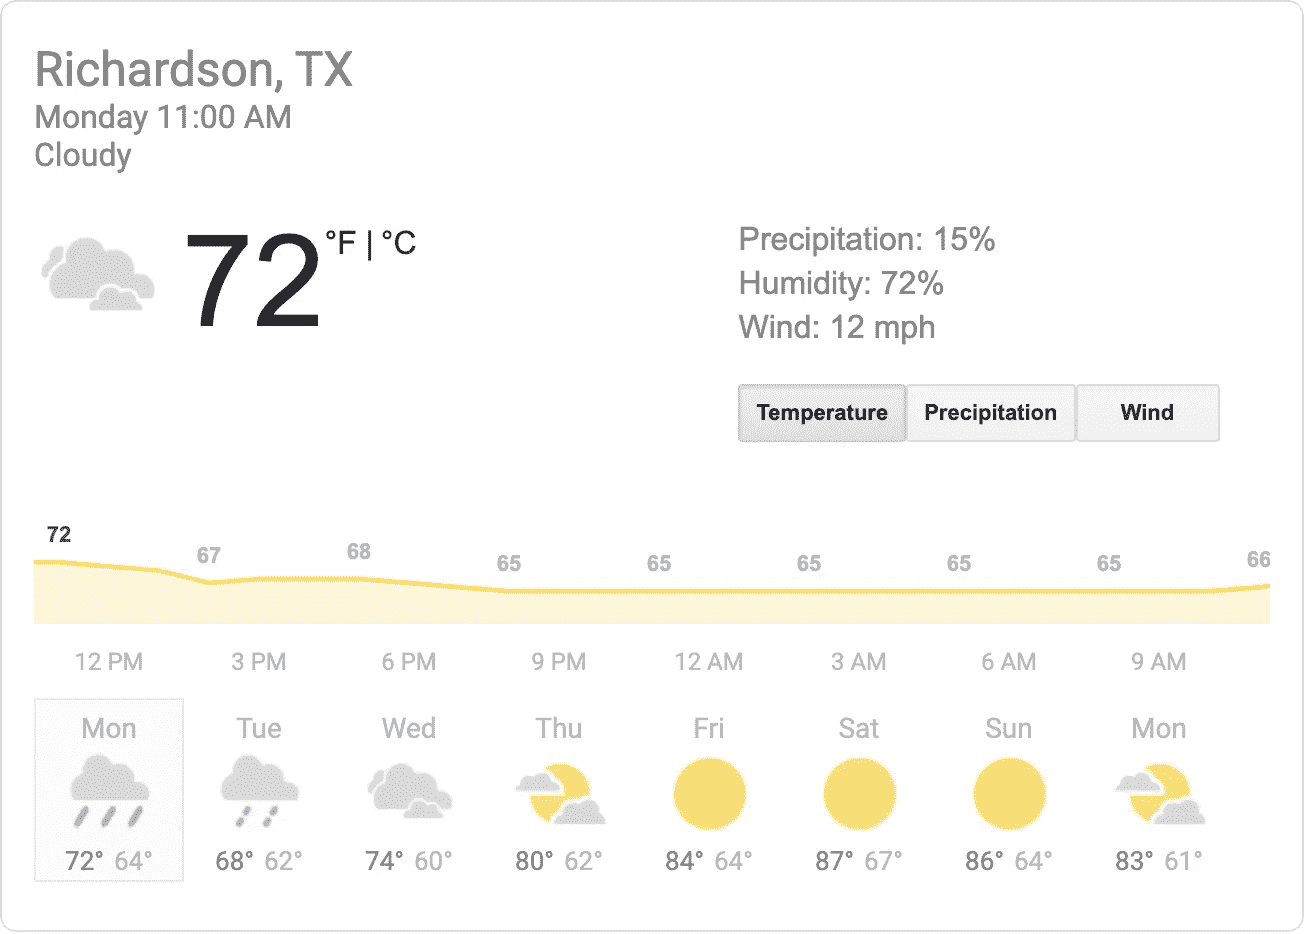 Richardson, TX
Monday 11:00 AM
Cloudy
72 °F | °C
Precipitation: 15%
Humidity: 72%
Wind: 12 mph
Temperature Precipitation Wind
72 67 68 65 65 65 65 65 66
12 PM 3 PM 6 PM 9 PM 12 AM 3 AM 6 AM 9 AM
Mon Tue Wed Thu Fri Sat Sun Mon
72° 64° 68° 62° 74° 60° 80° 62° 84° 64° 87° 67° 86° 64° 83° 61°